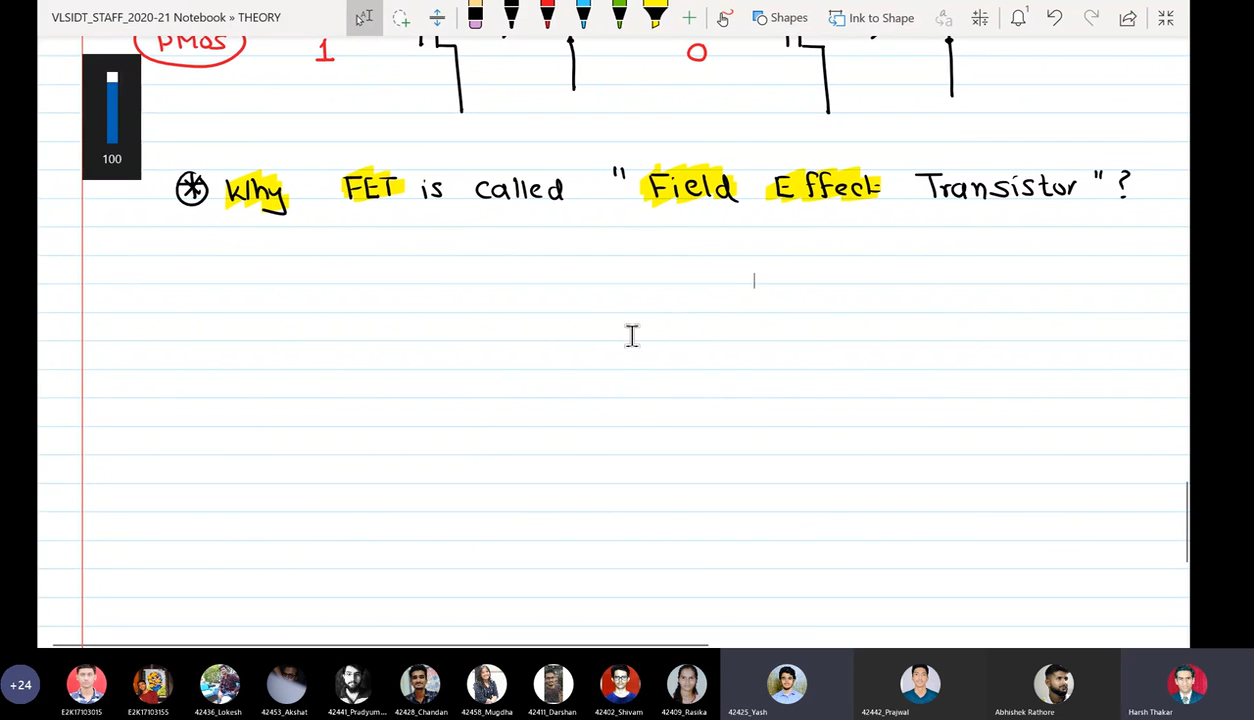 VLSIDT_STAFF_2020-21 Notebook » THEORY
Shapes
Ink to Shape
PMOS 1 0
100
* Why FET is called " Field Effect Transistor " ?
+24
E2K17103015 E2K17103155 42436_Lokesh 42453_Akshat 42441_Pradyum... 42428_Chandan 42458_Mugdha 42411_Darshan 42402_Shivam 42409_Rasika 42425_Yash 42442_Prajwal Abhishek Rathore Harsh Thakar